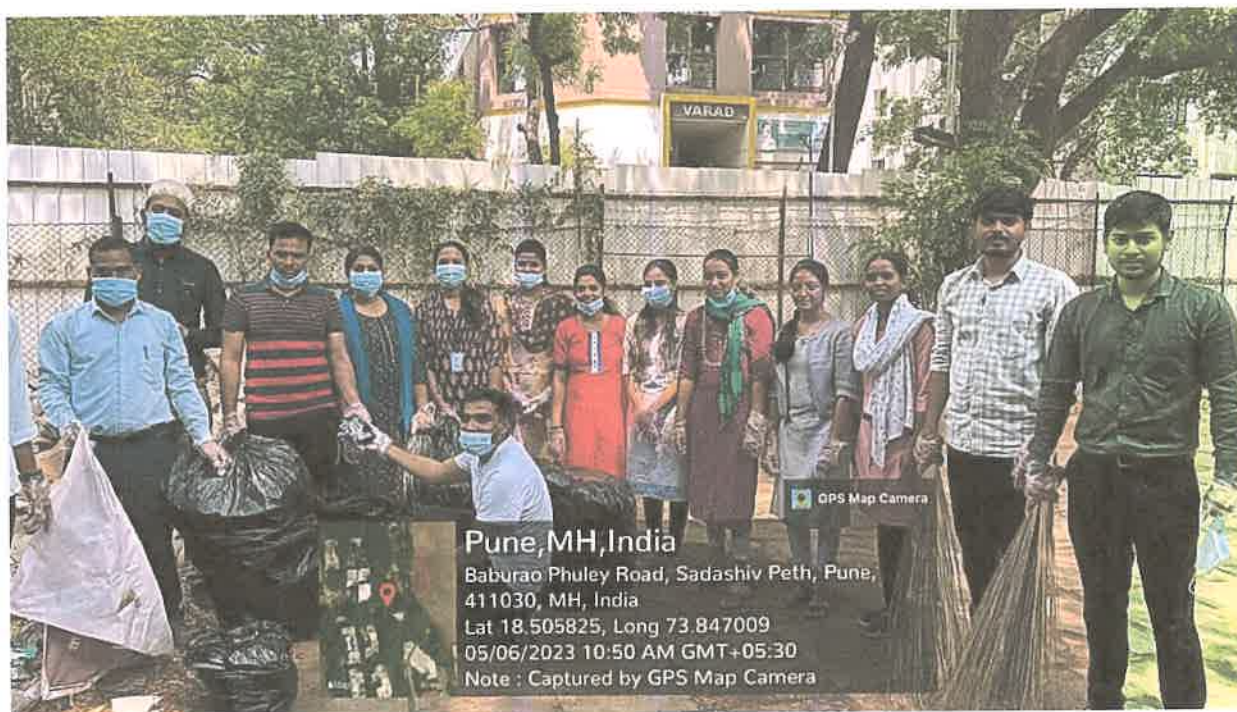 VARAD
GPS Map Camera
Pune,MH,India
Baburao Phuley Road, Sadashiv Peth, Pune,
411030, MH, India
Lat 18.505825, Long 73.847009
05/06/2023 10:50 AM GMT+05:30
Note : Captured by GPS Map Camera